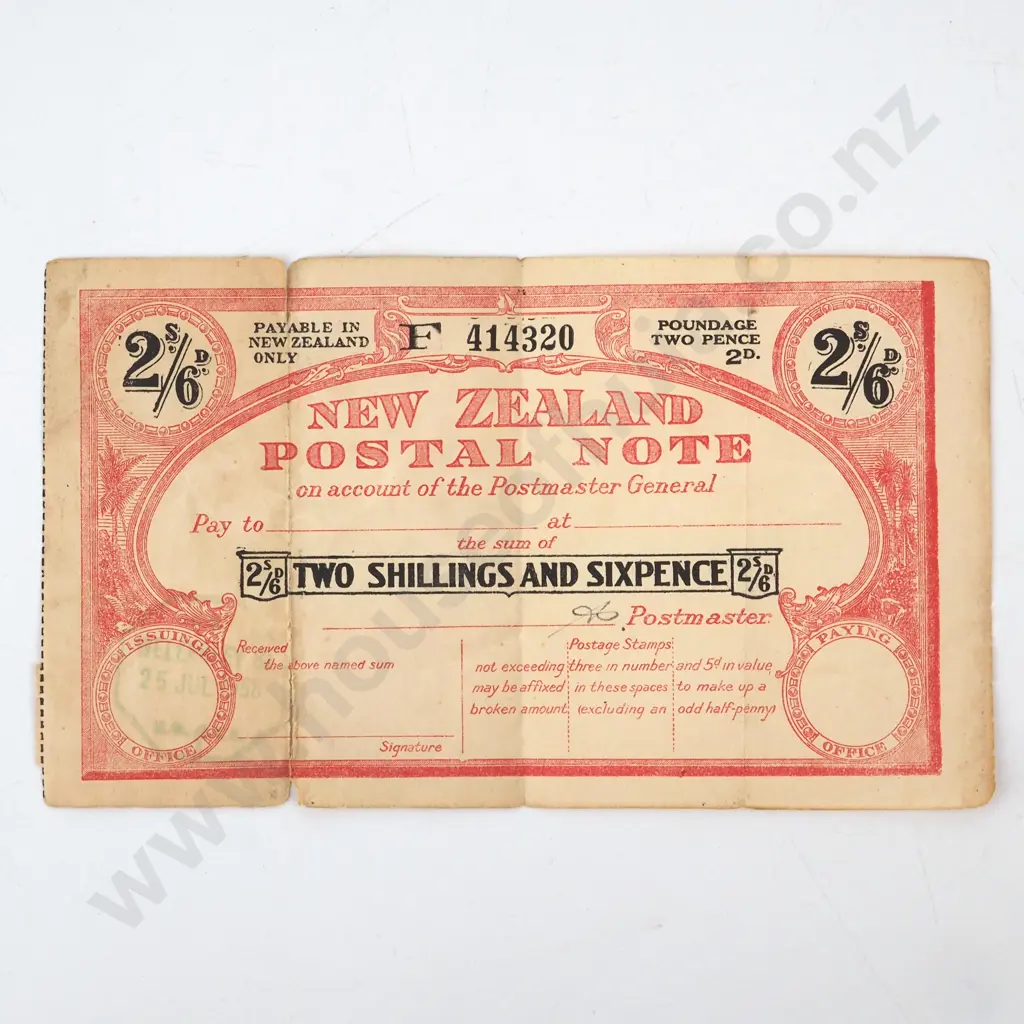 2 S. / 6 D.
PAYABLE IN
NEW ZEALAND
ONLY
F 414320
POUNDAGE
TWO PENCE
2D.
2 S. / 6 D.
NEW ZEALAND
POSTAL NOTE
on account of the Postmaster General
Pay to at
the sum of
2 S / 6 D TWO SHILLINGS AND SIXPENCE 2 S / 6 D
Postmaster.
ISSUING
OFFICE
25 JUL
Received
the above named sum
Signature
Postage Stamps
not exceeding three in number and 5d in value,
may be affixed in these spaces to make up a
broken amount (excluding an odd half-penny)
PAYING
OFFICE
www.houseofluna.co.nz